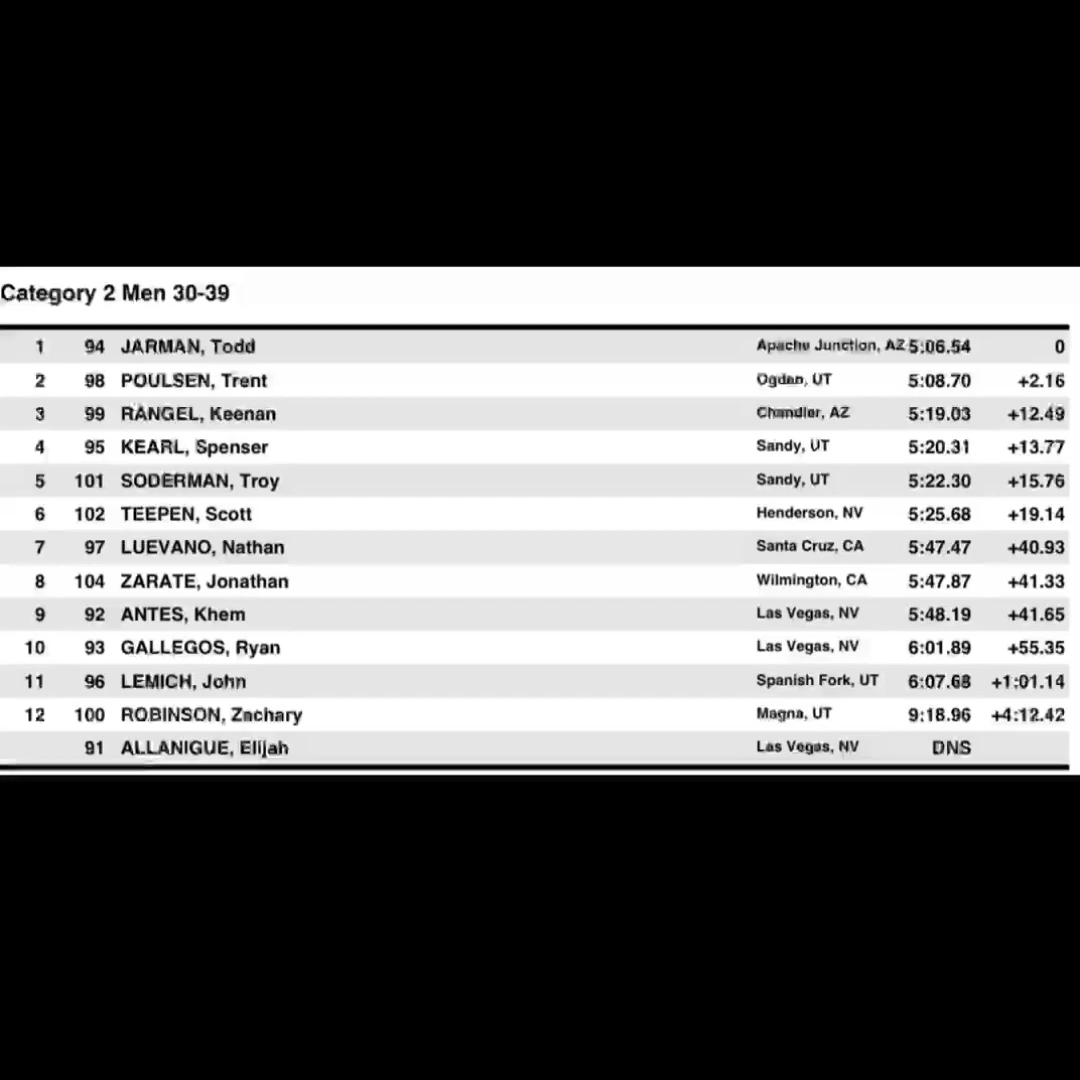 Category 2 Men 30-39
1 94 JARMAN, Todd Apache Junction, AZ 5:06.54 0
2 98 POULSEN, Trent Ogden, UT 5:08.70 +2.16
3 99 RANGEL, Keenan Chandler, AZ 5:19.03 +12.49
4 95 KEARL, Spenser Sandy, UT 5:20.31 +13.77
5 101 SODERMAN, Troy Sandy, UT 5:22.30 +15.76
6 102 TEEPEN, Scott Henderson, NV 5:25.68 +19.14
7 97 LUEVANO, Nathan Santa Cruz, CA 5:47.47 +40.93
8 104 ZARATE, Jonathan Wilmington, CA 5:47.87 +41.33
9 92 ANTES, Khem Las Vegas, NV 5:48.19 +41.65
10 93 GALLEGOS, Ryan Las Vegas, NV 6:01.89 +55.35
11 96 LEMICH, John Spanish Fork, UT 6:07.68 +1:01.14
12 100 ROBINSON, Zachary Magna, UT 9:18.96 +4:12.42
91 ALLANIGUE, Elijah Las Vegas, NV DNS